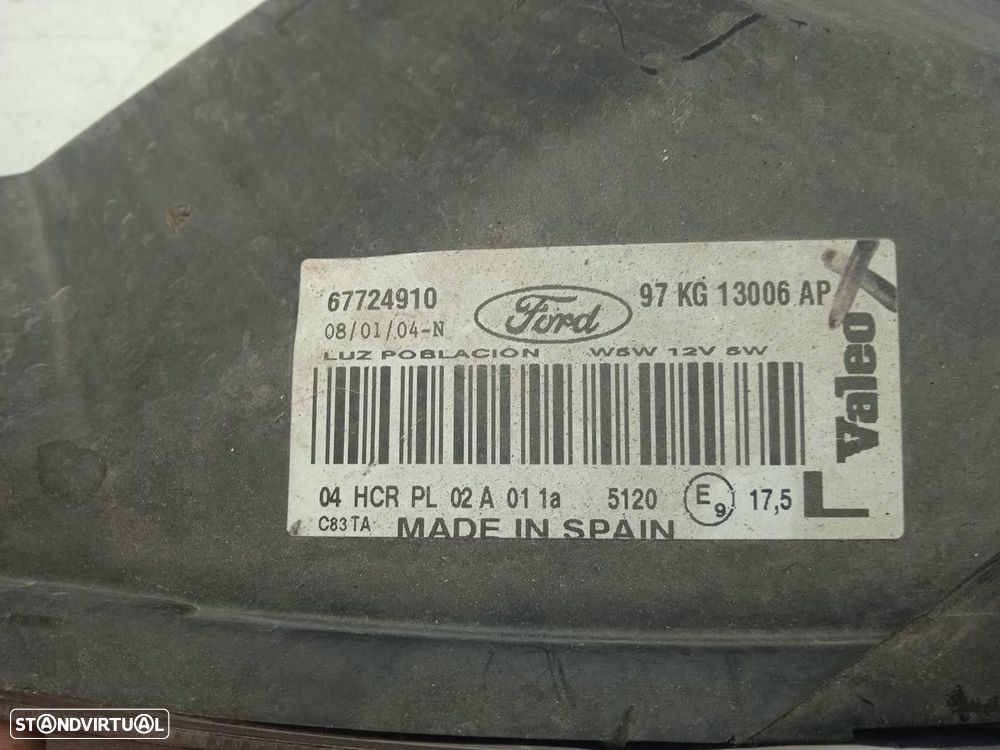 67724910 Ford 97 KG 13006 AP
08/01/04-N
LUZ POBLACION W5W 12V 5W
Valeo
04 HCR PL 02 A 01 1a 5120 E9 17,5 L
C83TA MADE IN SPAIN
STANDVIRTUAL